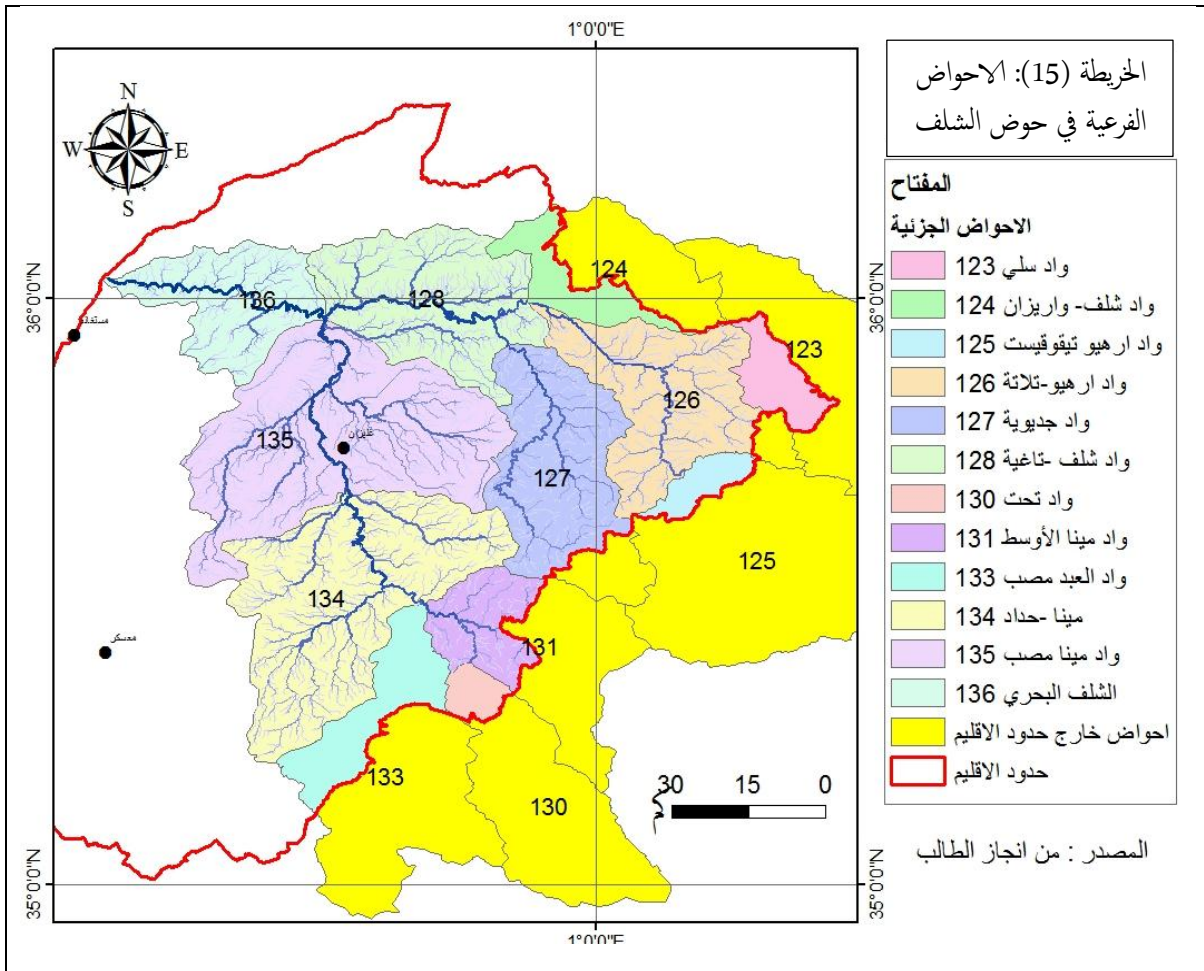 الخريطة (15): الاحواض
الفرعية في حوض الشلف
المفتاح
الاحواض الجزئية
واد سلي 123
واد شلف- واريزان 124
واد ارهيو تيقوقيست 125
واد ارهيو-تلاتة 126
واد جديوية 127
واد شلف -تاغية 128
واد تحت 130
واد مينا الأوسط 131
واد العبد مصب 133
مينا -حداد 134
واد مينا مصب 135
الشلف البحري 136
احواض خارج حدود الاقليم
حدود الاقليم
المصدر : من انجاز الطالب
1°0'0"E
N
W
E
S
36°0'0"N
36°0'0"N
124
136
128
123
مستغانم
126
135
غليزان
127
125
134
131
معسكر
133
130
30 15 0
كم
35°0'0"N
35°0'0"N
1°0'0"E